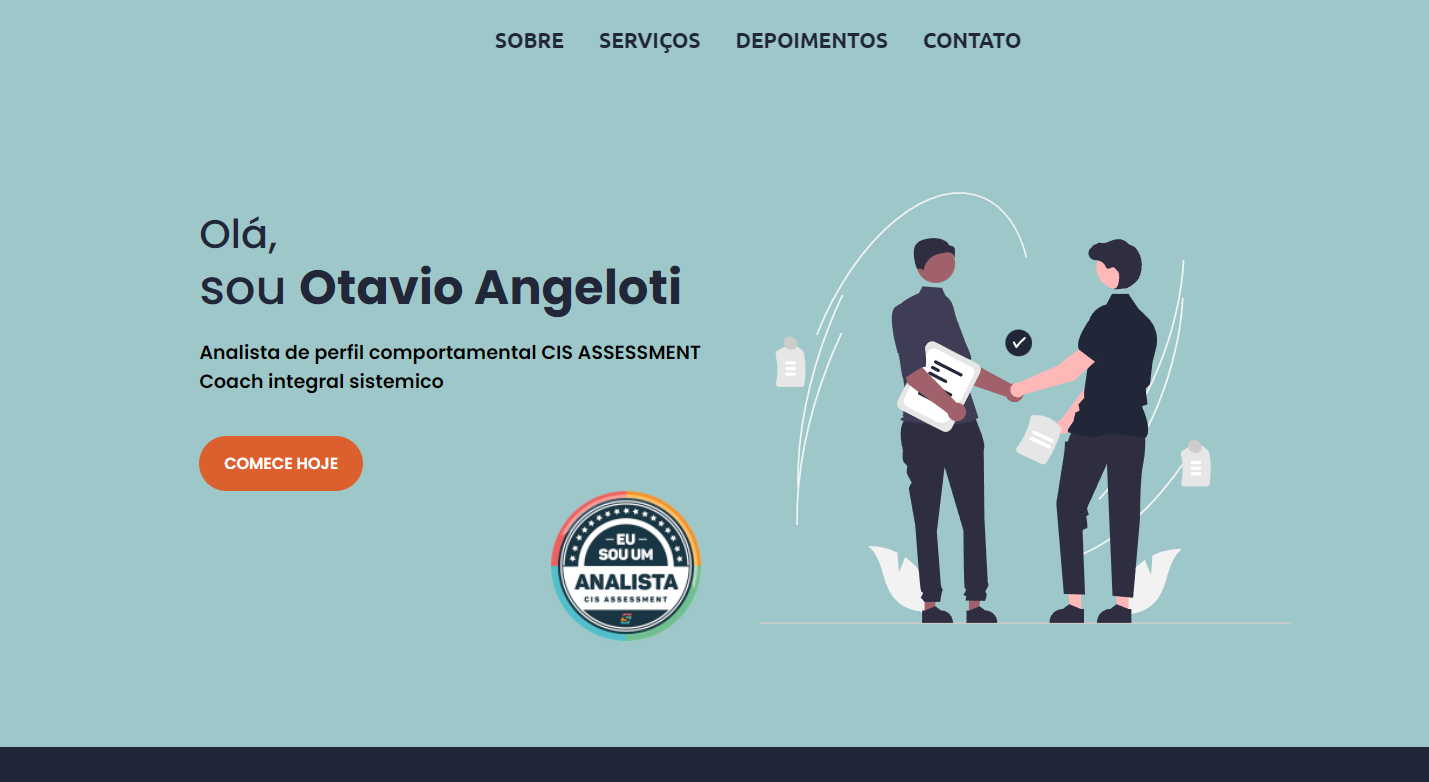 SOBRE SERVIÇOS DEPOIMENTOS CONTATO
Olá,
sou Otavio Angeloti
Analista de perfil comportamental CIS ASSESSMENT
Coach integral sistemico
COMECE HOJE
EU
SOU UM
ANALISTA
CIS ASSESSMENT